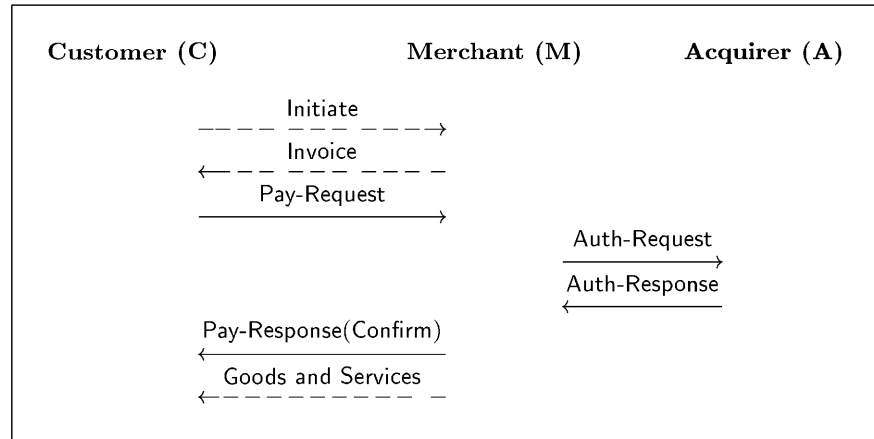 Customer (C) Merchant (M) Acquirer (A)
Initiate
Invoice
Pay-Request
Auth-Request
Auth-Response
Pay-Response(Confirm)
Goods and Services